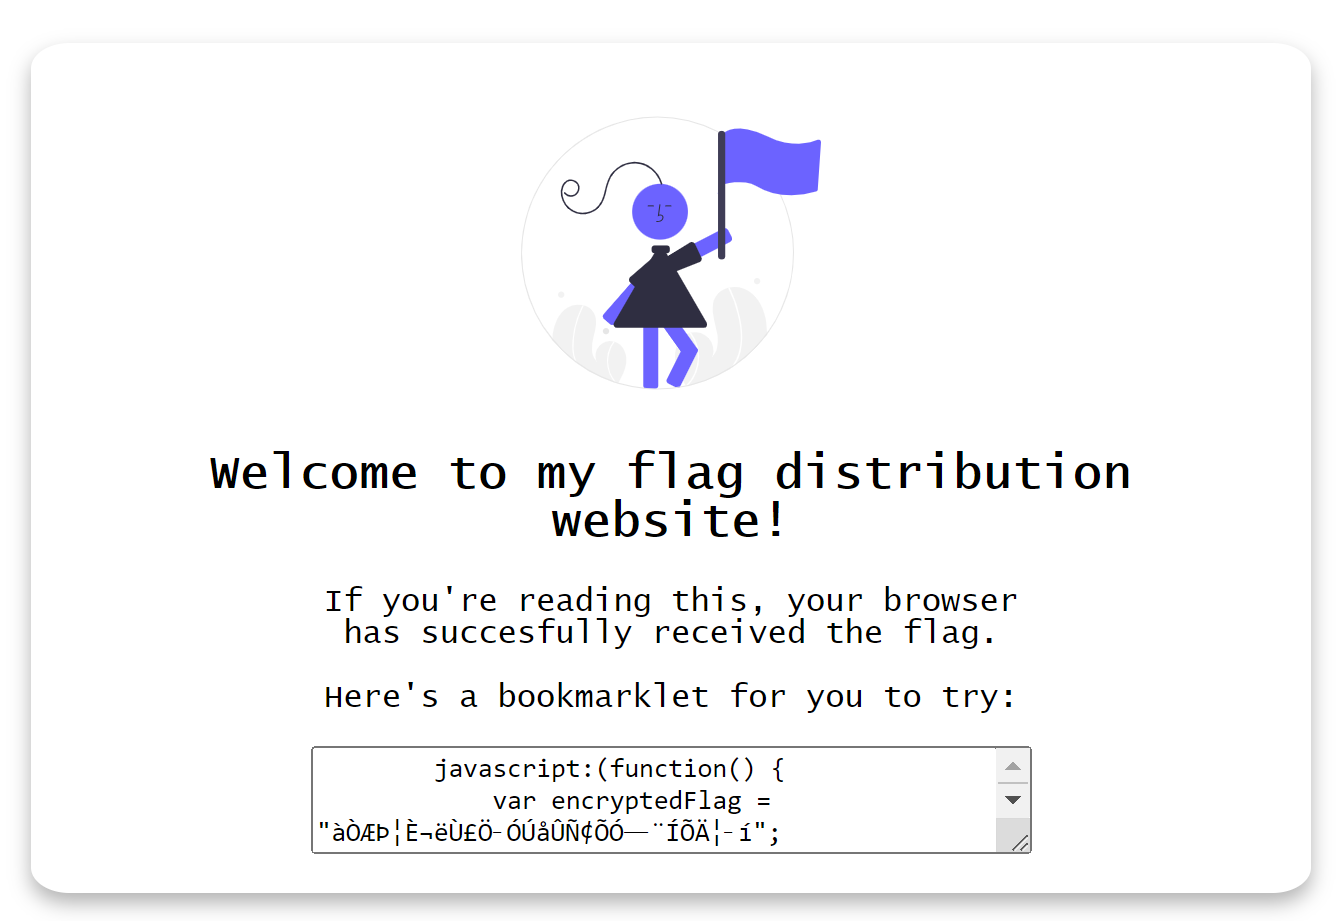 Welcome to my flag distribution
website!
If you're reading this, your browser
has succesfully received the flag.
Here's a bookmarklet for you to try:
javascript:(function() {
var encryptedFlag =
"àÒÆÞ¦È¬ëÙ£Ö–ÓÚåÛÑ¢ÕÓ—¨ÍÕÄ¦–í";